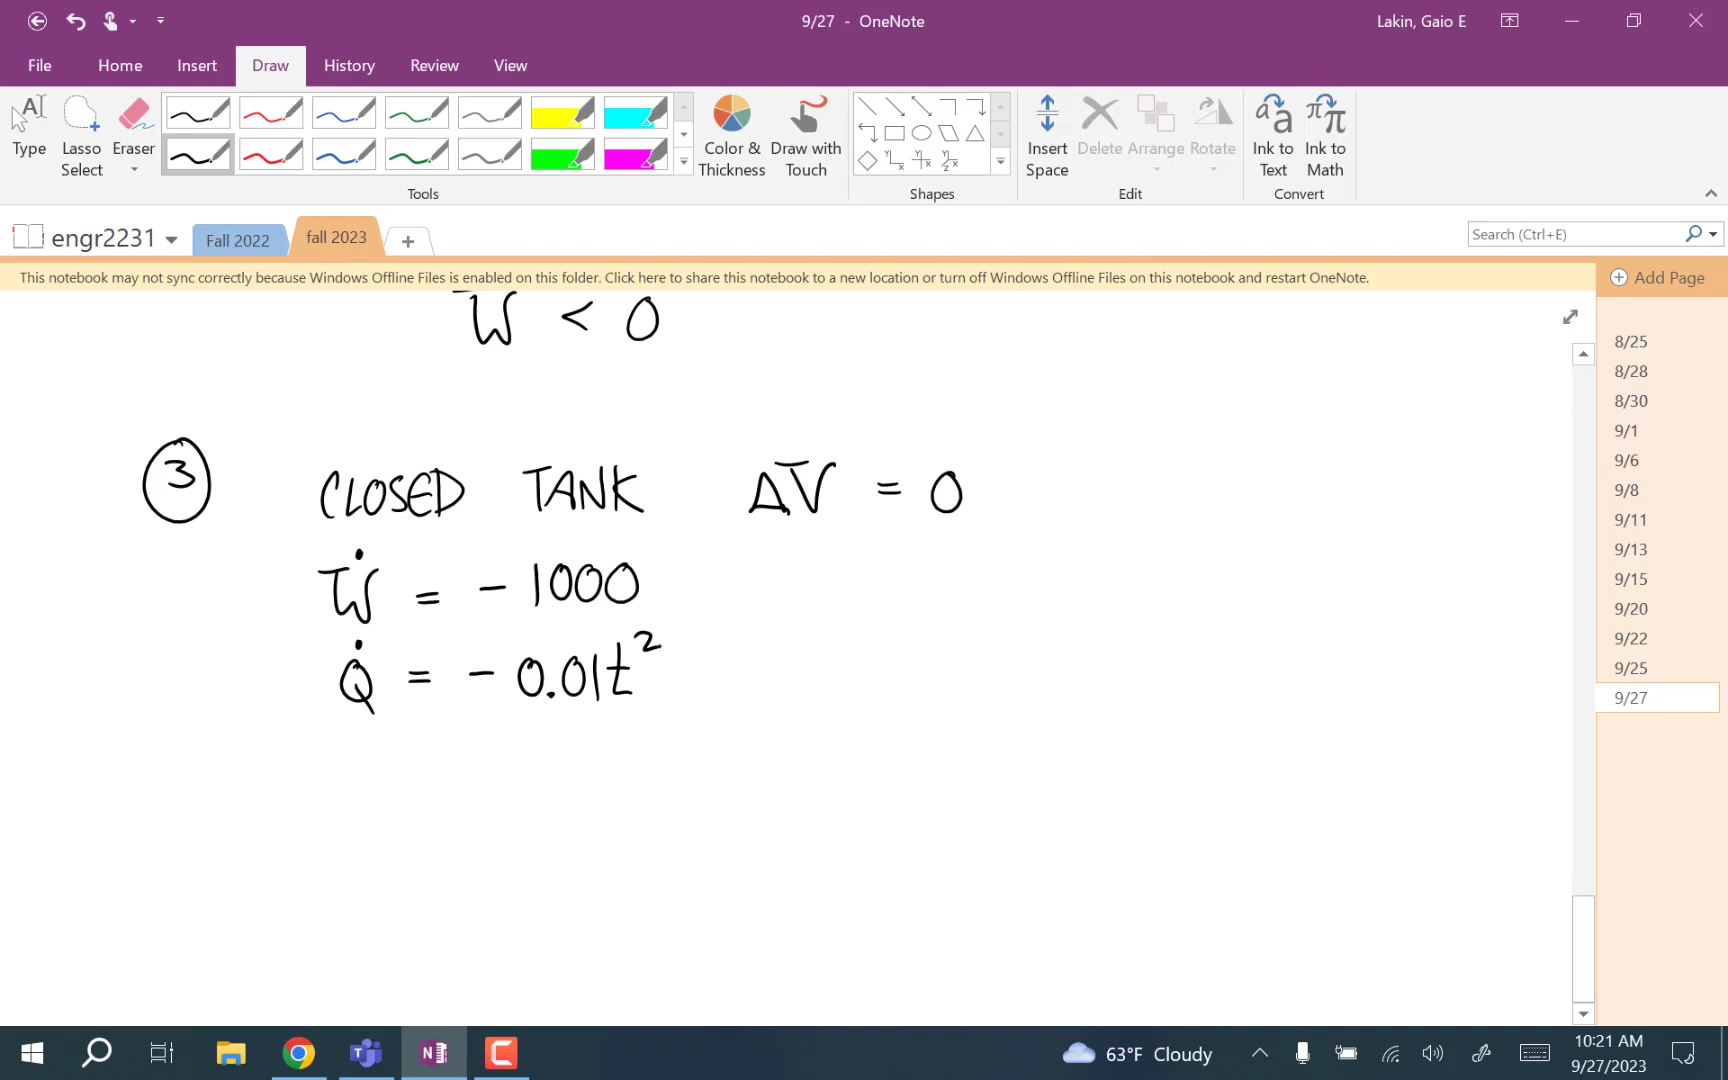 9/27 - OneNote
Lakin, Gaio E
File Home Insert Draw History Review View
Type
Lasso Select
Eraser
Color & Thickness
Draw with Touch
Insert Space
Delete
Arrange
Rotate
Ink to Text
Ink to Math
Tools
Shapes
Edit
Convert
engr2231
Fall 2022
fall 2023
Search (Ctrl+E)
This notebook may not sync correctly because Windows Offline Files is enabled on this folder. Click here to share this notebook to a new location or turn off Windows Offline Files on this notebook and restart OneNote.
Add Page
W < 0
3 CLOSED TANK ΔV = 0
Ẇ = - 1000
Q̇ = - 0.01t²
8/25
8/28
8/30
9/1
9/6
9/8
9/11
9/13
9/15
9/20
9/22
9/25
9/27
63°F Cloudy
10:21 AM
9/27/2023